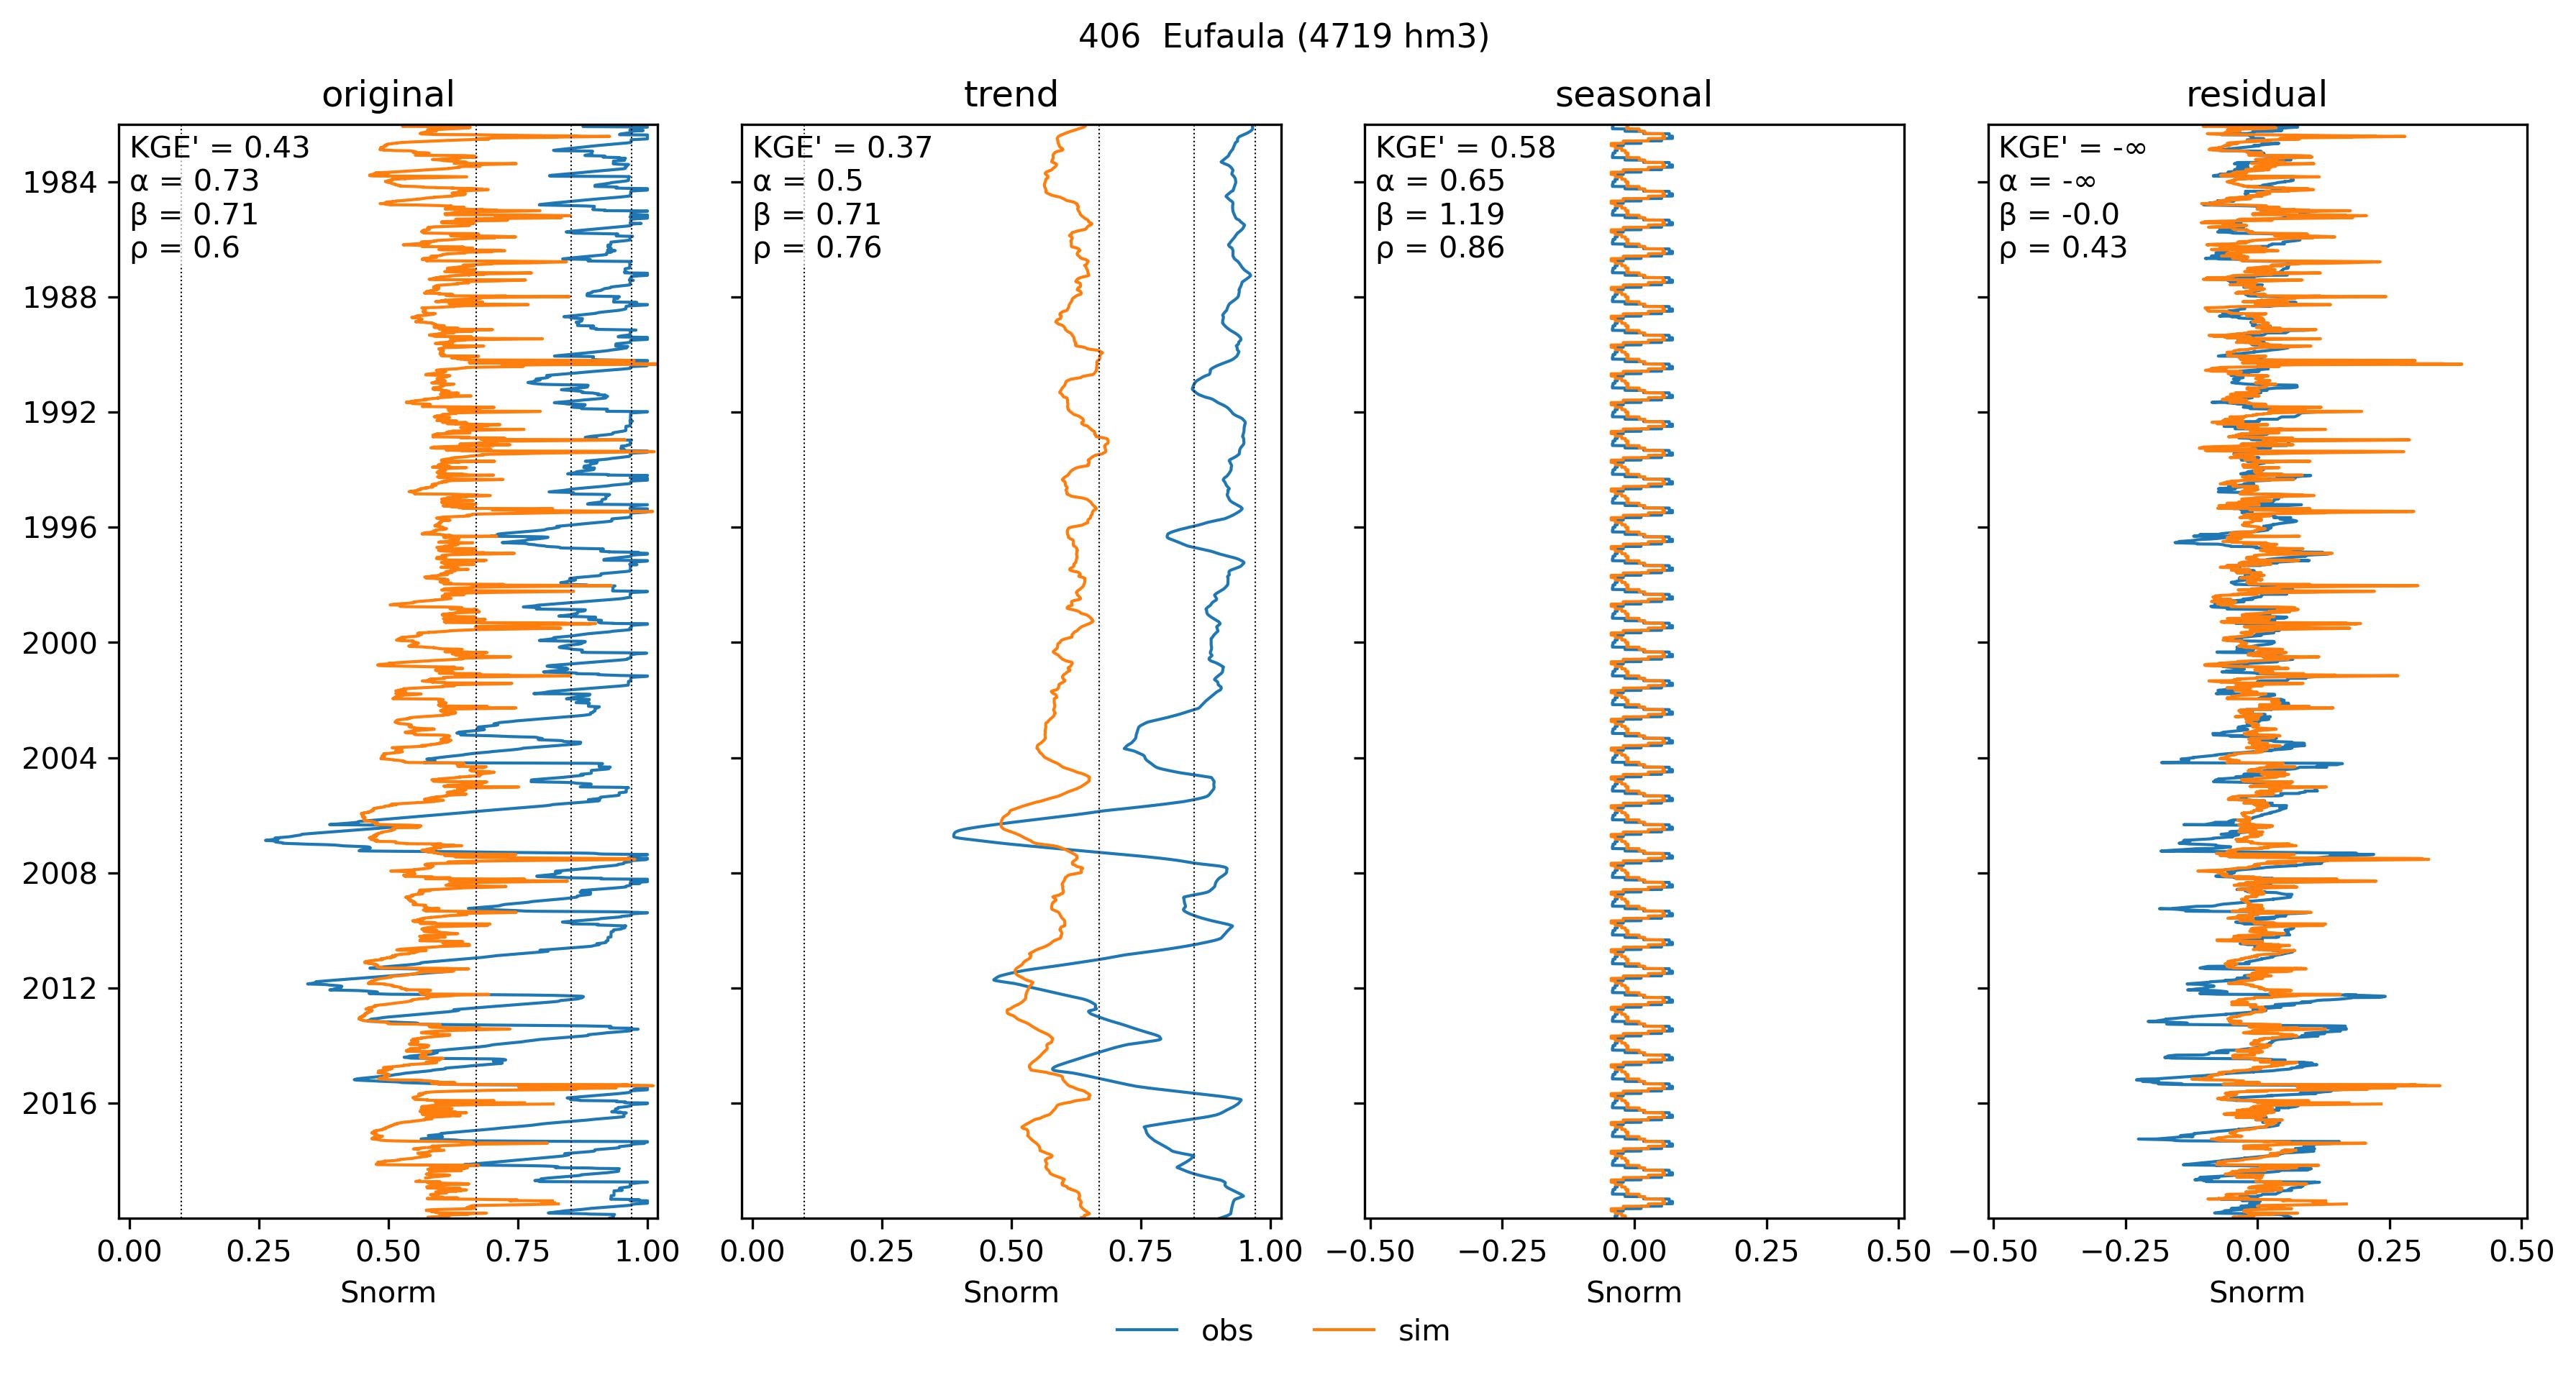 406  Eufaula (4719 hm3)
original
trend
seasonal
residual
KGE' = 0.43
α = 0.73
β = 0.71
ρ = 0.6
KGE' = 0.37
α = 0.5
β = 0.71
ρ = 0.76
KGE' = 0.58
α = 0.65
β = 1.19
ρ = 0.86
KGE' = -∞
α = -∞
β = -0.0
ρ = 0.43
1984
1988
1992
1996
2000
2004
2008
2012
2016
0.00 0.25 0.50 0.75 1.00
0.00 0.25 0.50 0.75 1.00
−0.50 −0.25 0.00 0.25 0.50
−0.50 −0.25 0.00 0.25 0.50
Snorm
Snorm
Snorm
Snorm
obs sim